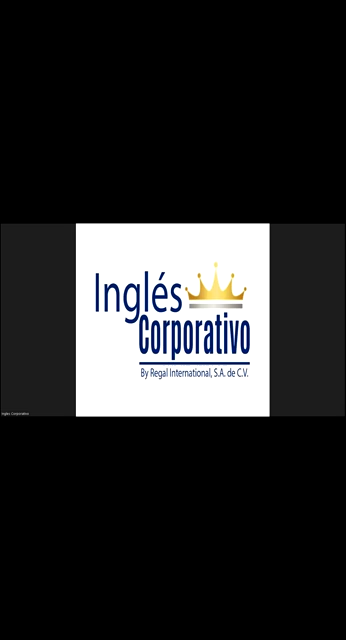 Inglés
Corporativo
By Regal International, S.A. de C.V.
Inglés Corporativo